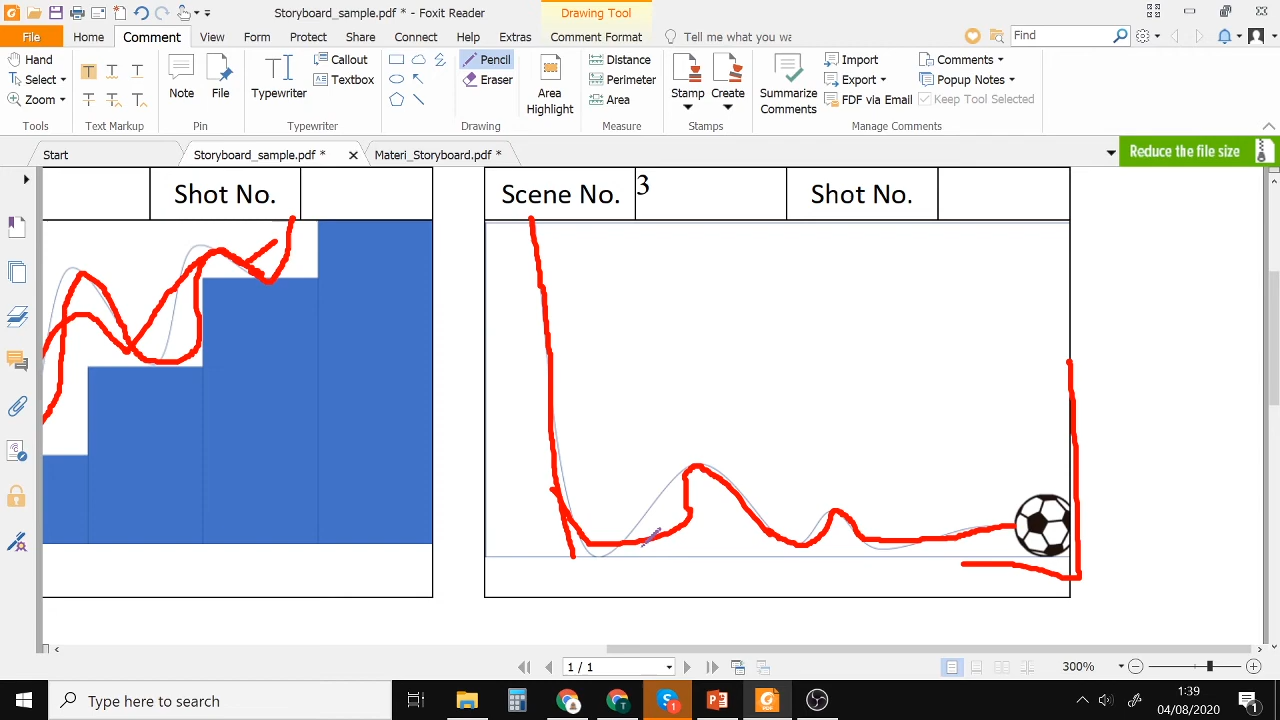 Storyboard_sample.pdf * - Foxit Reader
Drawing Tool
File
Home
Comment
View
Form
Protect
Share
Connect
Help
Extras
Comment Format
Tell me what you wa
Find
Hand
Select
Zoom
Tools
Text Markup
Note
File
Pin
Typewriter
Callout
Textbox
Typewriter
Pencil
Eraser
Drawing
Area
Highlight
Distance
Perimeter
Area
Measure
Stamp
Create
Stamps
Summarize
Comments
Import
Export
FDF via Email
Comments
Popup Notes
Keep Tool Selected
Manage Comments
Start
Storyboard_sample.pdf *
Materi_Storyboard.pdf *
Reduce the file size
Shot No.
Scene No.
3
Shot No.
1 / 1
300%
Type here to search
1:39
04/08/2020